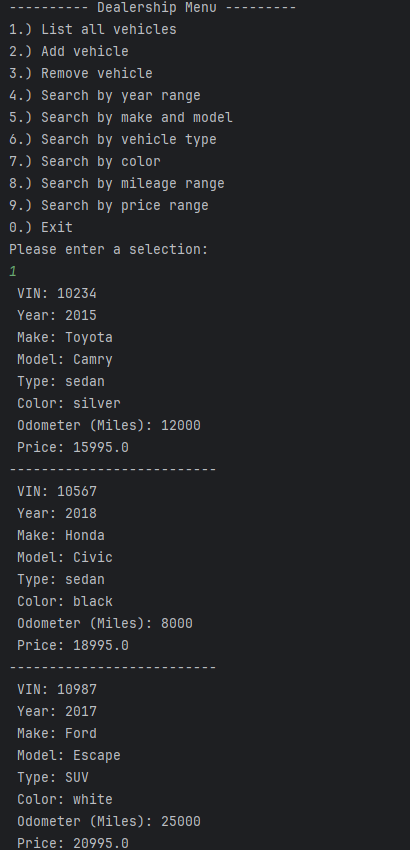 ---------- Dealership Menu ---------
1.) List all vehicles
2.) Add vehicle
3.) Remove vehicle
4.) Search by year range
5.) Search by make and model
6.) Search by vehicle type
7.) Search by color
8.) Search by mileage range
9.) Search by price range
0.) Exit
Please enter a selection:
1
VIN: 10234
Year: 2015
Make: Toyota
Model: Camry
Type: sedan
Color: silver
Odometer (Miles): 12000
Price: 15995.0
--------------------------
VIN: 10567
Year: 2018
Make: Honda
Model: Civic
Type: sedan
Color: black
Odometer (Miles): 8000
Price: 18995.0
--------------------------
VIN: 10987
Year: 2017
Make: Ford
Model: Escape
Type: SUV
Color: white
Odometer (Miles): 25000
Price: 20995.0